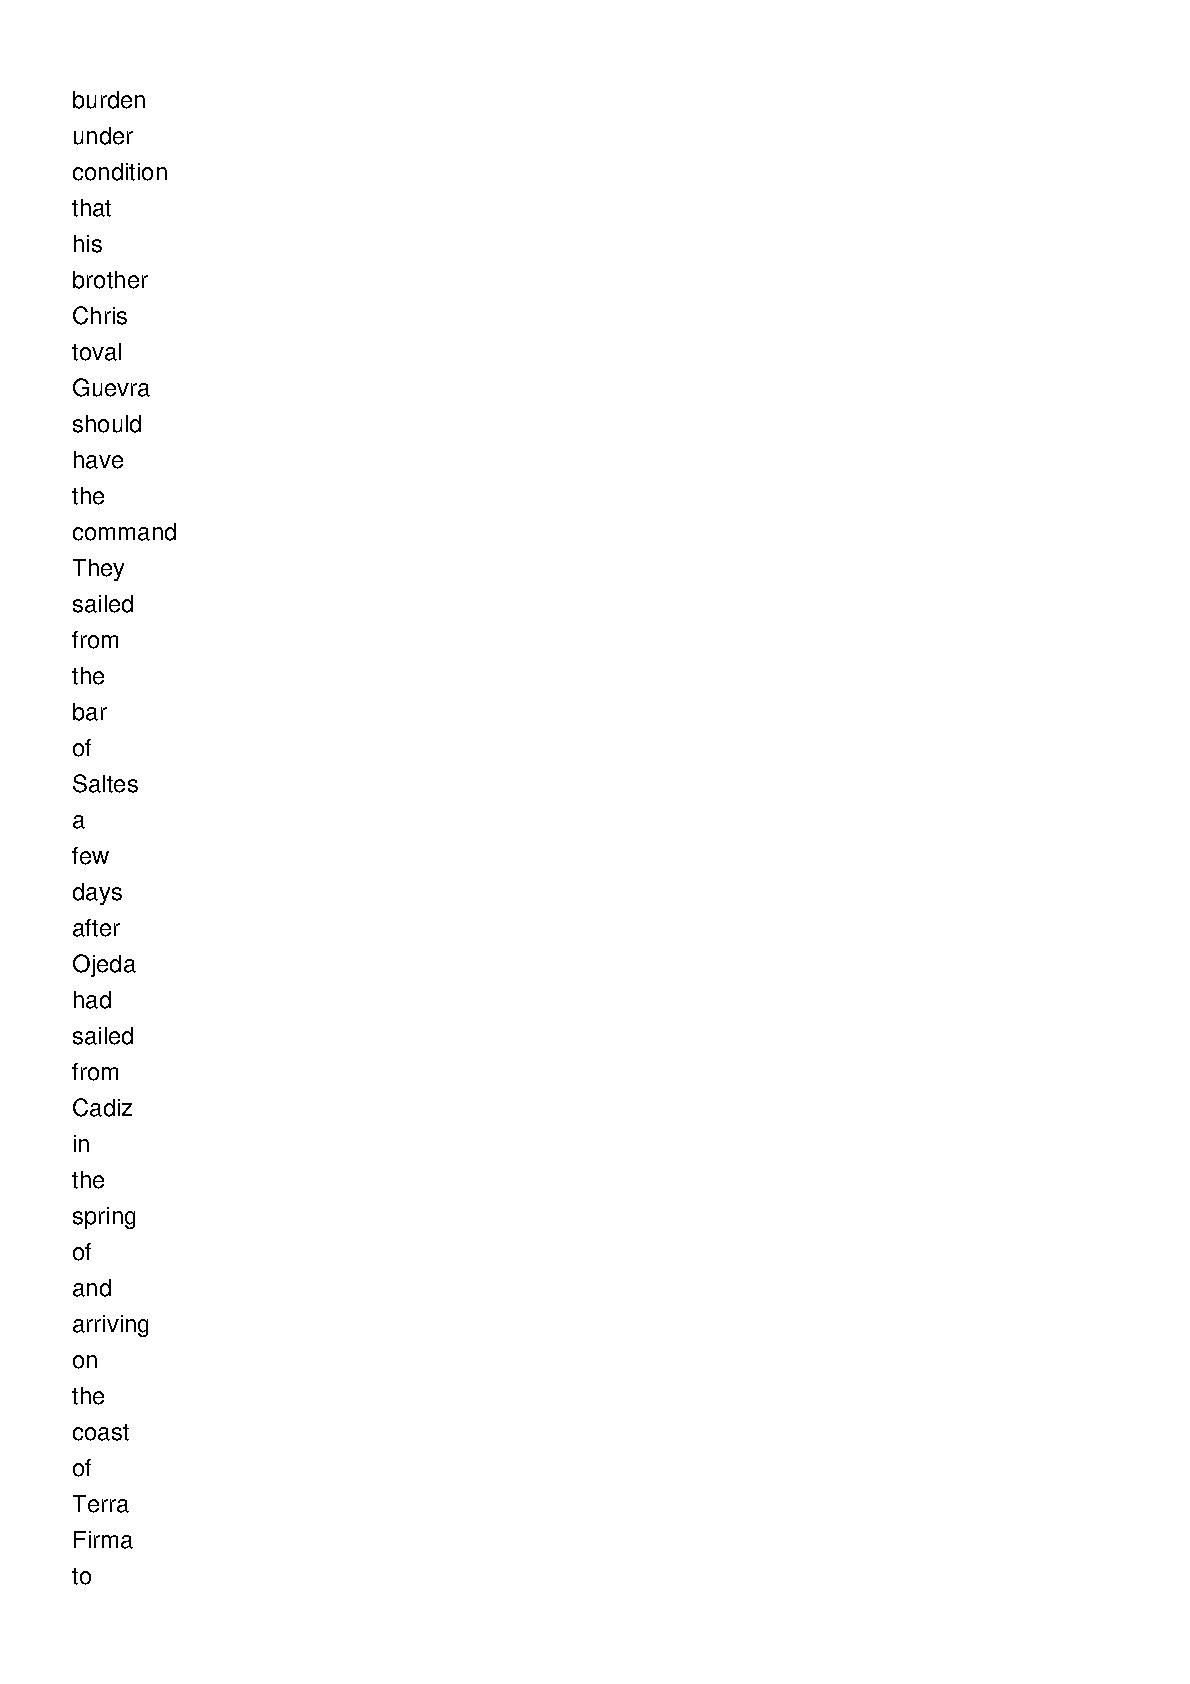 burden
under
condition
that
his
brother
Chris
toval
Guevra
should
have
the
command
They
sailed
from
the
bar
of
Saltes
a
few
days
after
Ojeda
had
sailed
from
Cadiz
in
the
spring
of
and
arriving
on
the
coast
of
Terra
Firma
to